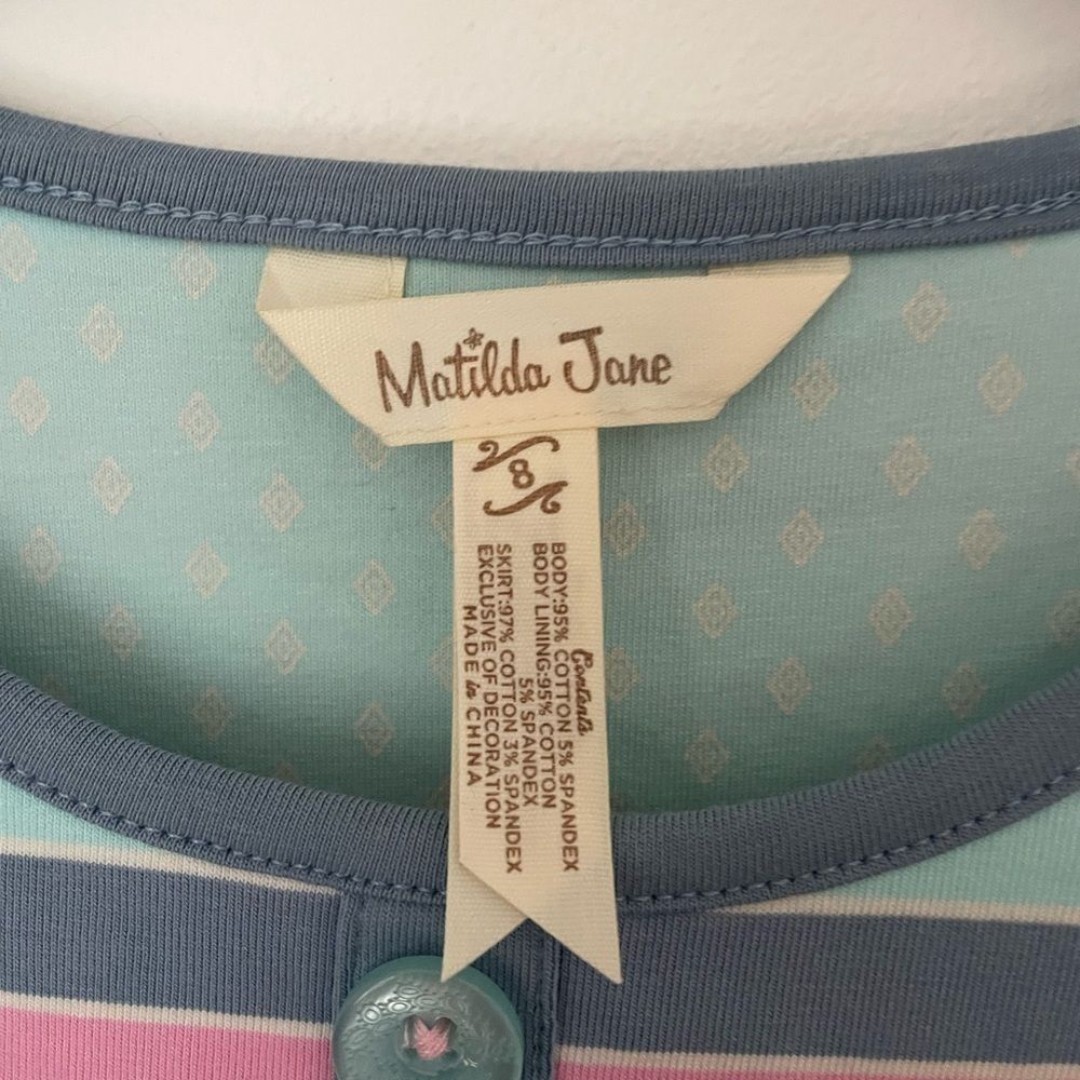 Matilda Jane
8
Contents
BODY:95% COTTON 5% SPANDEX
BODY LINING:95% COTTON
5% SPANDEX
SKIRT:97% COTTON 3% SPANDEX
EXCLUSIVE OF DECORATION
MADE in CHINA